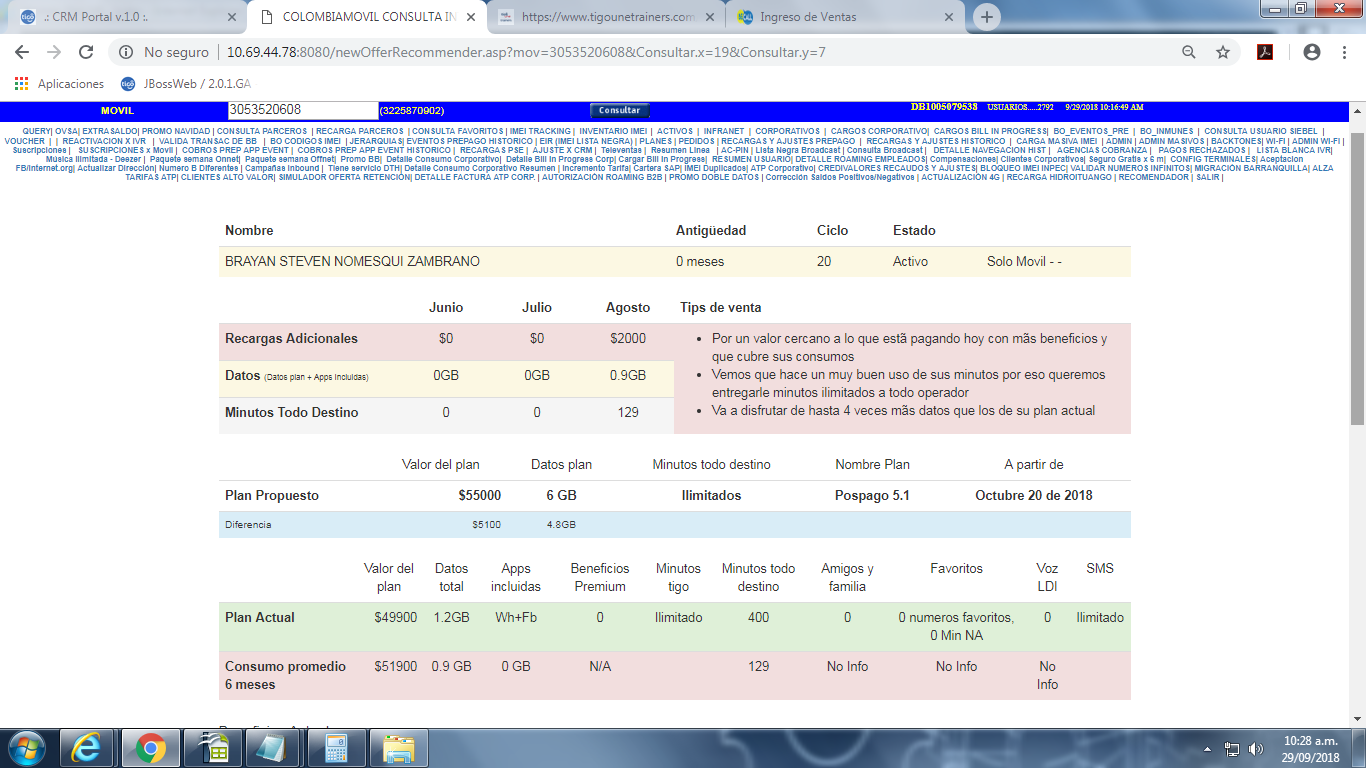 .: CRM Portal v.1.0 :.
COLOMBIAMOVIL CONSULTA IN
https://www.tigounetrainers.com
Ingreso de Ventas
No seguro | 10.69.44.78:8080/newOfferRecommender.asp?mov=3053520608&Consultar.x=19&Consultar.y=7
Aplicaciones JBossWeb / 2.0.1.GA
MOVIL 3053520608 (3225870902) Consultar DB1005079538 USUARIOS.....2792 9/29/2018 10:16:49 AM
QUERY| OVSA| EXTRASALDO| PROMO NAVIDAD | CONSULTA PARCEROS | RECARGA PARCEROS | CONSULTA FAVORITOS | IMEI TRACKING | INVENTARIO IMEI | ACTIVOS | INFRANET | CORPORATIVOS | CARGOS CORPORATIVO| CARGOS BILL IN PROGRESS| BO_EVENTOS_PRE | BO_INMUNES | CONSULTA USUARIO SIEBEL |
VOUCHER | | REACTIVACION X IVR | VALIDA TRANSAC DE BB | BO CODIGOS IMEI |JERARQUIAS| EVENTOS PREPAGO HISTORICO | EIR (IMEI LISTA NEGRA) | PLANES | PEDIDOS | RECARGAS Y AJUSTES PREPAGO | RECARGAS Y AJUSTES HISTORICO | CARGA MASIVA IMEI | ADMIN | ADMIN MASIVOS | BACKTONES| WI-FI | ADMIN WI-FI |
Suscripciones | SUSCRIPCIONES x Movil | COBROS PREP APP EVENT | COBROS PREP APP EVENT HISTORICO | RECARGAS PSE | AJUSTE X CRM | Televentas | Resumen Linea | AC-PIN | Lista Negra Broadcast | Consulta Broadcast | DETALLE NAVEGACION HIST | AGENCIAS COBRANZA | PAGOS RECHAZADOS | LISTA BLANCA IVR|
Música Ilimitada - Deezer | Paquete semana Onnet| Paquete semana Offnet| Promo BB| Detalle Consumo Corporativo| Detalle Bill In Progress Corp| Cargar Bill In Progress| RESUMEN USUARIO| DETALLE ROAMING EMPLEADOS| Compensaciones| Clientes Corporativos| Seguro Gratis x 6 m| CONFIG TERMINALES| Aceptacion
FB/Internet.org| Actualizar Dirección| Numero B Diferentes | Campañas Inbound | Tiene servicio DTH| Detalle Consumo Corporativo Resumen | Incremento Tarifa| Cartera SAP| IMEI Duplicados| ATP Corporativo| CREDIVALORES RECAUDOS Y AJUSTES| BLOQUEO IMEI INPEC| VALIDAR NUMEROS INFINITOS| MIGRACIÓN BARRANQUILLA| ALZA
TARIFAS ATP| CLIENTES ALTO VALOR| SIMULADOR OFERTA RETENCIÓN| DETALLE FACTURA ATP CORP. | AUTORIZACIÓN ROAMING B2B | PROMO DOBLE DATOS | Corrección Saldos Positivos/Negativos | ACTUALIZACIÓN 4G | RECARGA HIDROITUANGO | RECOMENDADOR | SALIR |
Nombre Antigüedad Ciclo Estado
BRAYAN STEVEN NOMESQUI ZAMBRANO 0 meses 20 Activo Solo Movil - -
Junio Julio Agosto Tips de venta
Recargas Adicionales $0 $0 $2000
Datos (Datos plan + Apps Incluidas) 0GB 0GB 0.9GB
Minutos Todo Destino 0 0 129
• Por un valor cercano a lo que estã pagando hoy con mãs beneficios y
que cubre sus consumos
• Vemos que hace un muy buen uso de sus minutos por eso queremos
entregarle minutos ilimitados a todo operador
• Va a disfrutar de hasta 4 veces mãs datos que los de su plan actual
Valor del plan Datos plan Minutos todo destino Nombre Plan A partir de
Plan Propuesto $55000 6 GB Ilimitados Pospago 5.1 Octubre 20 de 2018
Diferencia $5100 4.8GB
Valor del Datos Apps Beneficios Minutos Minutos todo Amigos y Favoritos Voz SMS
plan total incluidas Premium tigo destino familia LDI
Plan Actual $49900 1.2GB Wh+Fb 0 Ilimitado 400 0 0 numeros favoritos, 0 Ilimitado
0 Min NA
Consumo promedio $51900 0.9 GB 0 GB N/A 129 No Info No Info No
6 meses Info
10:28 a.m.
29/09/2018